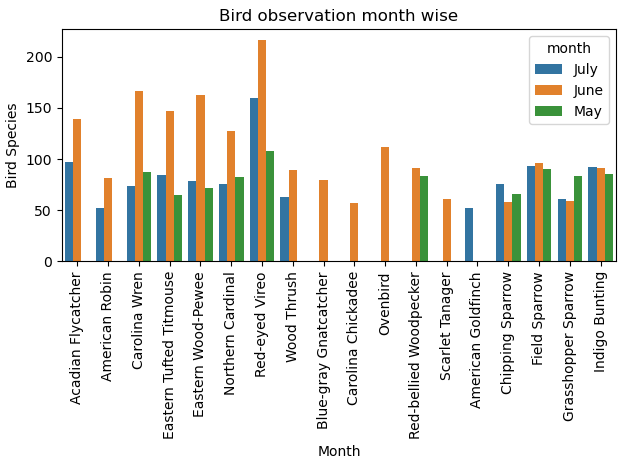 Bird observation month wise
month
July
June
May
Bird Species
200
150
100
50
0
Acadian Flycatcher
American Robin
Carolina Wren
Eastern Tufted Titmouse
Eastern Wood-Pewee
Northern Cardinal
Red-eyed Vireo
Wood Thrush
Blue-gray Gnatcatcher
Carolina Chickadee
Ovenbird
Red-bellied Woodpecker
Scarlet Tanager
American Goldfinch
Chipping Sparrow
Field Sparrow
Grasshopper Sparrow
Indigo Bunting
Month